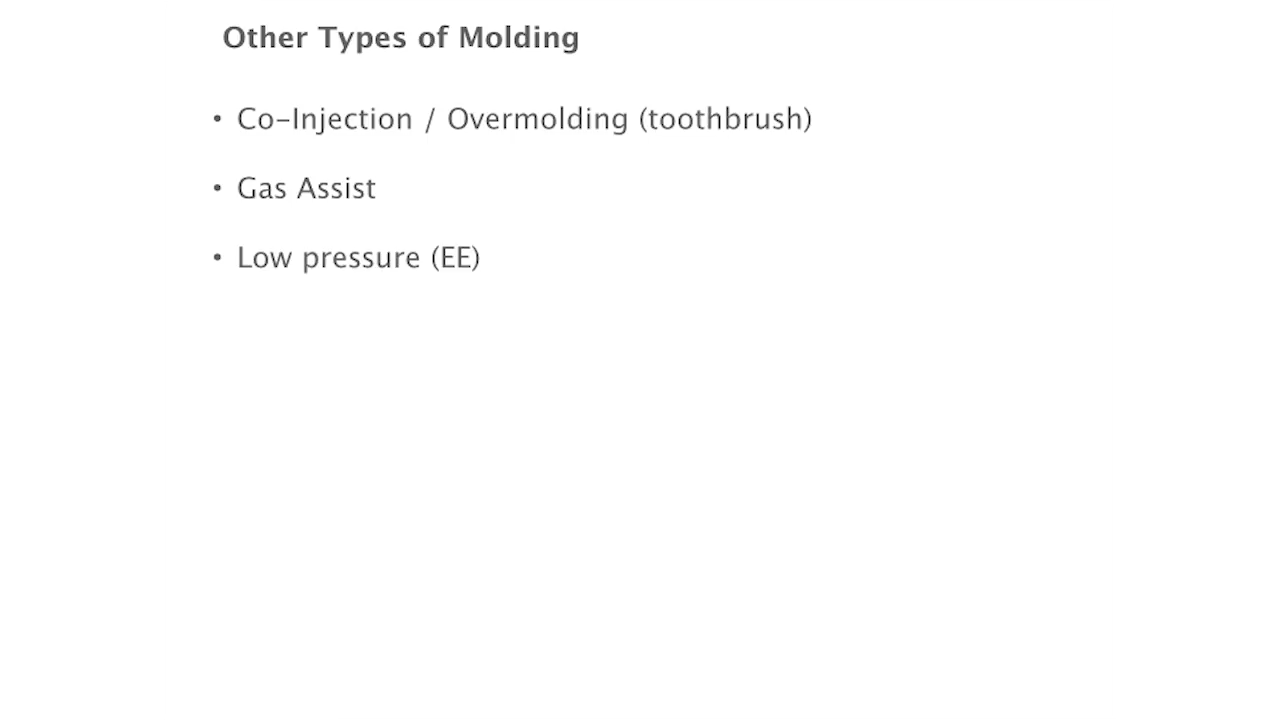 Other Types of Molding
• Co-Injection / Overmolding (toothbrush)
• Gas Assist
• Low pressure (EE)